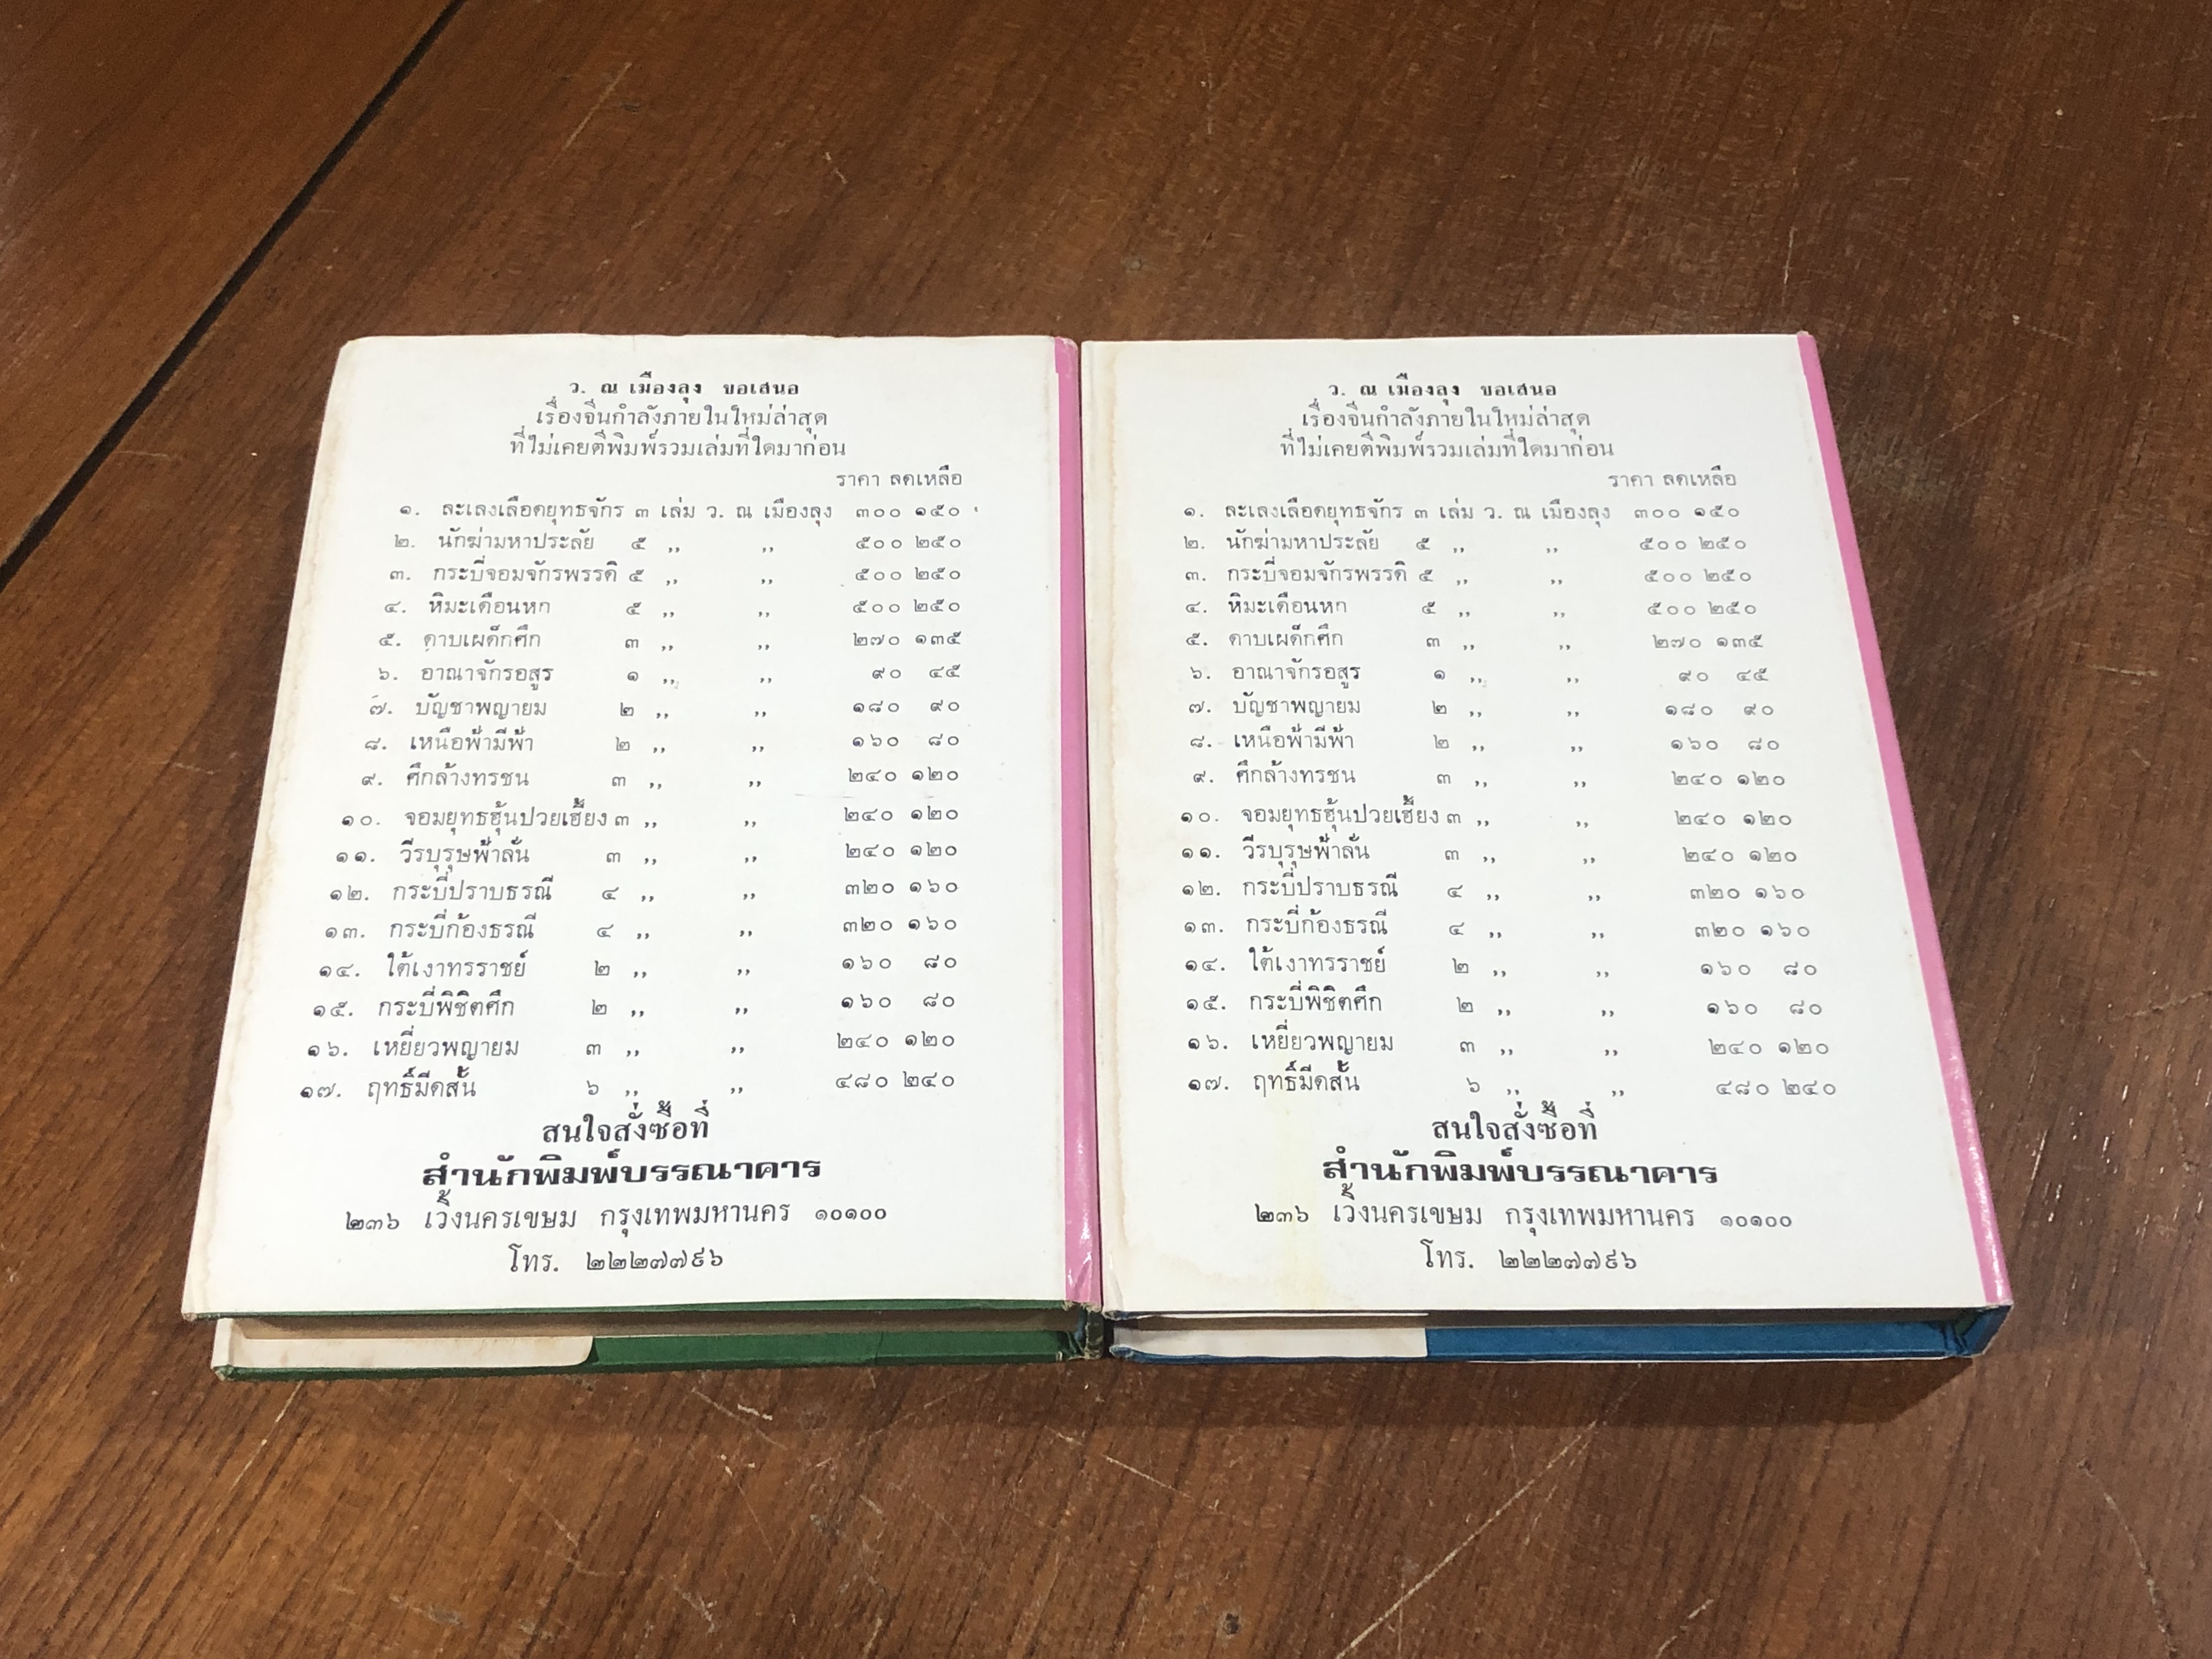 ว. ณ เมืองลุง ขอเสนอ
เรื่องจีนกำลังภายในใหม่ล่าสุด
ที่ไม่เคยตีพิมพ์รวมเล่มที่ใดมาก่อน
ราคา ลดเหลือ
๑. ละเลงเลือดยุทธจักร ๓ เล่ม ว. ณ เมืองลุง ๓๐๐ ๑๕๐
๒. นักฆ่ามหาประลัย ๕ ,, ,, ๕๐๐ ๒๕๐
๓. กระบี่จอมจักรพรรดิ ๕ ,, ,, ๕๐๐ ๒๕๐
๔. หิมะเดือนหก ๕ ,, ,, ๕๐๐ ๒๕๐
๕. ดาบเผด็กศึก ๓ ,, ,, ๒๗๐ ๑๓๕
๖. อาณาจักรอสูร ๑ ,, ,, ๙๐ ๔๕
๗. บัญชาพญายม ๒ ,, ,, ๑๘๐ ๙๐
๘. เหนือฟ้ามีฟ้า ๒ ,, ,, ๑๖๐ ๘๐
๙. ศึกล้างทรชน ๓ ,, ,, ๒๔๐ ๑๒๐
๑๐. จอมยุทธฮุ้นปวยเฮี้ยง ๓ ,, ,, ๒๔๐ ๑๒๐
๑๑. วีรบุรุษฟ้าลั่น ๓ ,, ,, ๒๔๐ ๑๒๐
๑๒. กระบี่ปราบธรณี ๔ ,, ,, ๓๒๐ ๑๖๐
๑๓. กระบี่ก้องธรณี ๔ ,, ,, ๓๒๐ ๑๖๐
๑๔. ใต้เงาทรราชย์ ๒ ,, ,, ๑๖๐ ๘๐
๑๕. กระบี่พิชิตศึก ๒ ,, ,, ๑๖๐ ๘๐
๑๖. เหยี่ยวพญายม ๓ ,, ,, ๒๔๐ ๑๒๐
๑๗. ฤทธิ์มีดสั้น ๖ ,, ,, ๔๘๐ ๒๔๐
สนใจสั่งซื้อที่
สำนักพิมพ์บรรณาคาร
๒๓๖ เวิ้งนครเขษม กรุงเทพมหานคร ๑๐๑๐๐
โทร. ๒๒๒๗๗๙๖
ว. ณ เมืองลุง ขอเสนอ
เรื่องจีนกำลังภายในใหม่ล่าสุด
ที่ไม่เคยตีพิมพ์รวมเล่มที่ใดมาก่อน
ราคา ลดเหลือ
๑. ละเลงเลือดยุทธจักร ๓ เล่ม ว. ณ เมืองลุง ๓๐๐ ๑๕๐
๒. นักฆ่ามหาประลัย ๕ ,, ,, ๕๐๐ ๒๕๐
๓. กระบี่จอมจักรพรรดิ ๕ ,, ,, ๕๐๐ ๒๕๐
๔. หิมะเดือนหก ๕ ,, ,, ๕๐๐ ๒๕๐
๕. ดาบเผด็กศึก ๓ ,, ,, ๒๗๐ ๑๓๕
๖. อาณาจักรอสูร ๑ ,, ,, ๙๐ ๔๕
๗. บัญชาพญายม ๒ ,, ,, ๑๘๐ ๙๐
๘. เหนือฟ้ามีฟ้า ๒ ,, ,, ๑๖๐ ๘๐
๙. ศึกล้างทรชน ๓ ,, ,, ๒๔๐ ๑๒๐
๑๐. จอมยุทธฮุ้นปวยเฮี้ยง ๓ ,, ,, ๒๔๐ ๑๒๐
๑๑. วีรบุรุษฟ้าลั่น ๓ ,, ,, ๒๔๐ ๑๒๐
๑๒. กระบี่ปราบธรณี ๔ ,, ,, ๓๒๐ ๑๖๐
๑๓. กระบี่ก้องธรณี ๔ ,, ,, ๓๒๐ ๑๖๐
๑๔. ใต้เงาทรราชย์ ๒ ,, ,, ๑๖๐ ๘๐
๑๕. กระบี่พิชิตศึก ๒ ,, ,, ๑๖๐ ๘๐
๑๖. เหยี่ยวพญายม ๓ ,, ,, ๒๔๐ ๑๒๐
๑๗. ฤทธิ์มีดสั้น ๖ ,, ,, ๔๘๐ ๒๔๐
สนใจสั่งซื้อที่
สำนักพิมพ์บรรณาคาร
๒๓๖ เวิ้งนครเขษม กรุงเทพมหานคร ๑๐๑๐๐
โทร. ๒๒๒๗๗๙๖